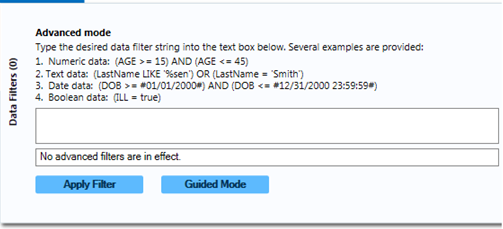 Advanced mode
Type the desired data filter string into the text box below. Several examples are provided:
1. Numeric data: (AGE >= 15) AND (AGE <= 45)
2. Text data: (LastName LIKE '%sen') OR (LastName = 'Smith')
3. Date data: (DOB >= #01/01/2000#) AND (DOB <= #12/31/2000 23:59:59#)
4. Boolean data: (ILL = true)
Data Filters (0)
No advanced filters are in effect.
Apply Filter
Guided Mode